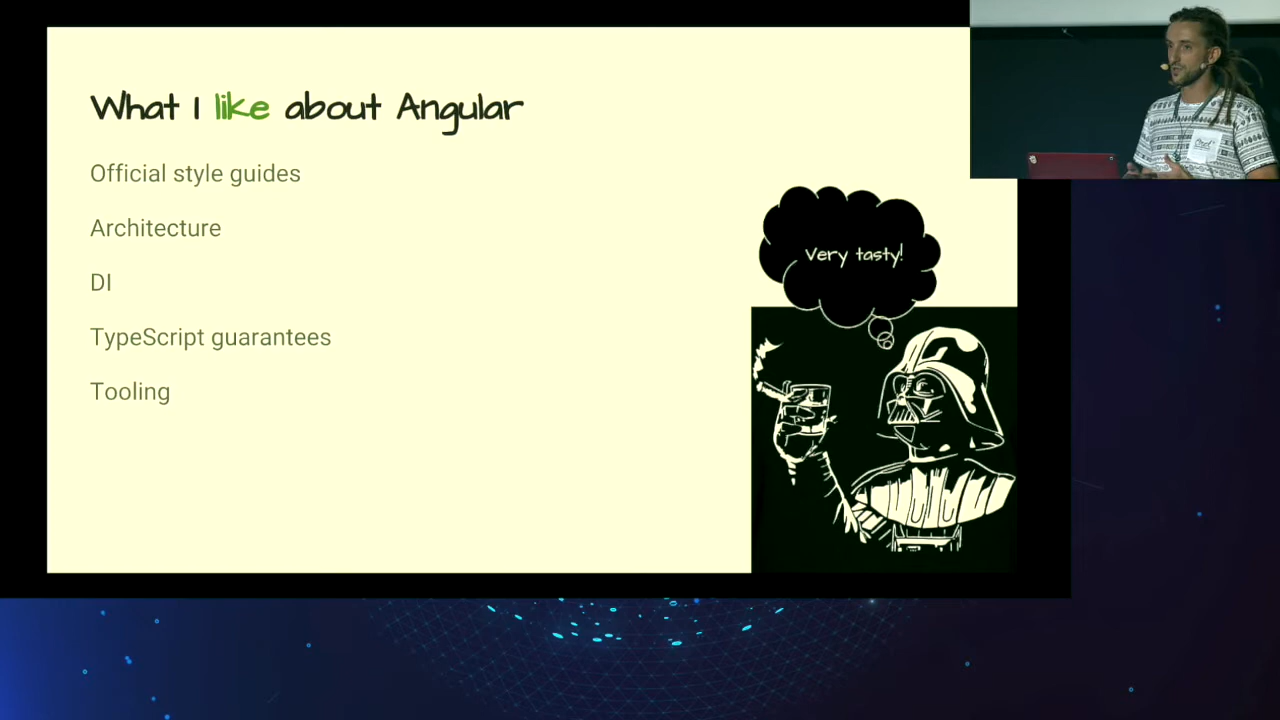 What I like about Angular
Official style guides
Architecture
DI
TypeScript guarantees
Tooling
Very tasty!